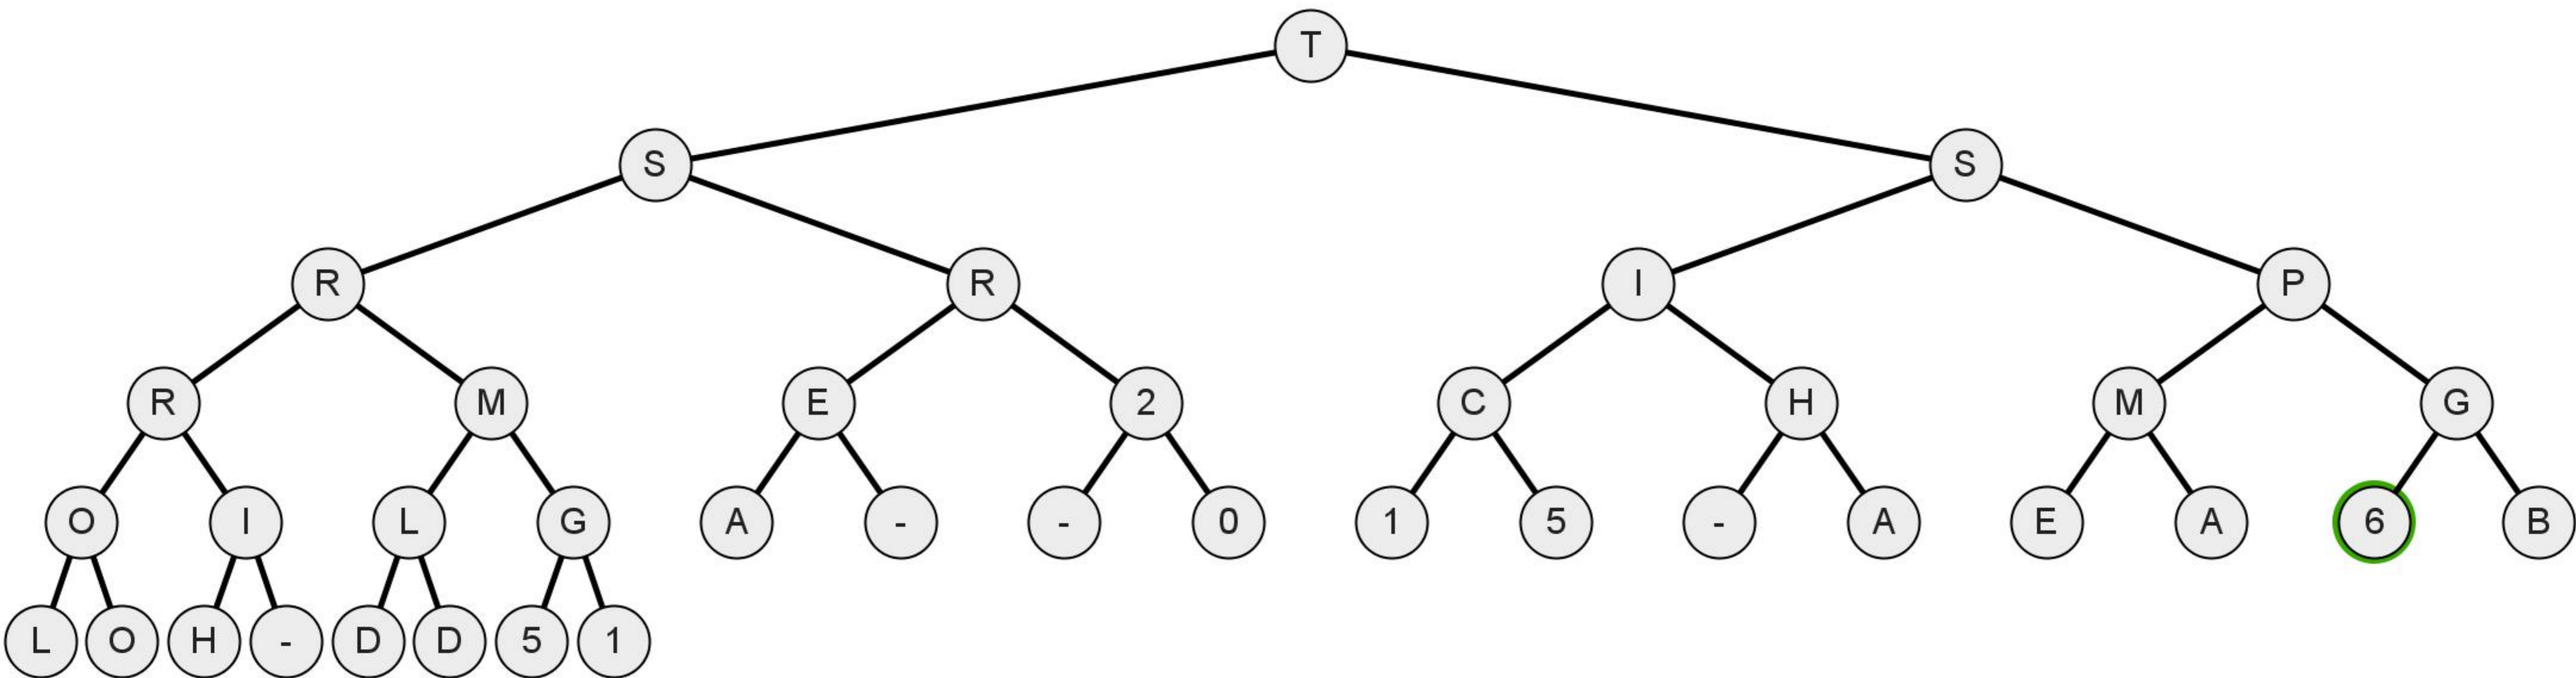 T
S S
R R I P
R M E 2 C H M G
O I L G A - - 0 1 5 - A E A 6 B
L O H - D D 5 1